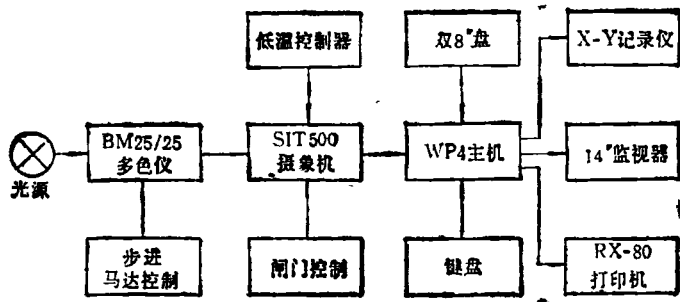 低温控制器
双8"盘
X-Y记录仪
光源
BM25/25
多色仪
SIT500
摄象机
WP4主机
14"监视器
步进
马达控制
闸门控制
键盘
RX-80
打印机